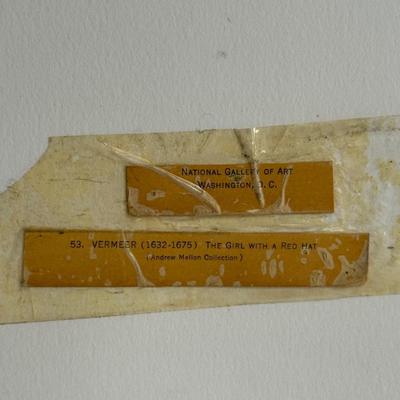 National Gallery of Art
Washington, D. C.
53. VERMEER (1632-1675) The Girl with a Red Hat
(Andrew Mellon Collection)